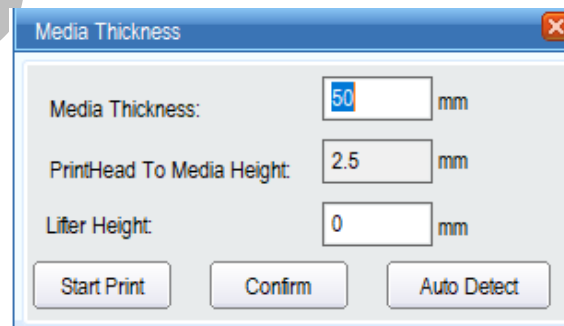 Media Thickness
Media Thickness: 50 mm
PrintHead To Media Height: 2.5 mm
Lifter Height: 0 mm
Start Print Confirm Auto Detect